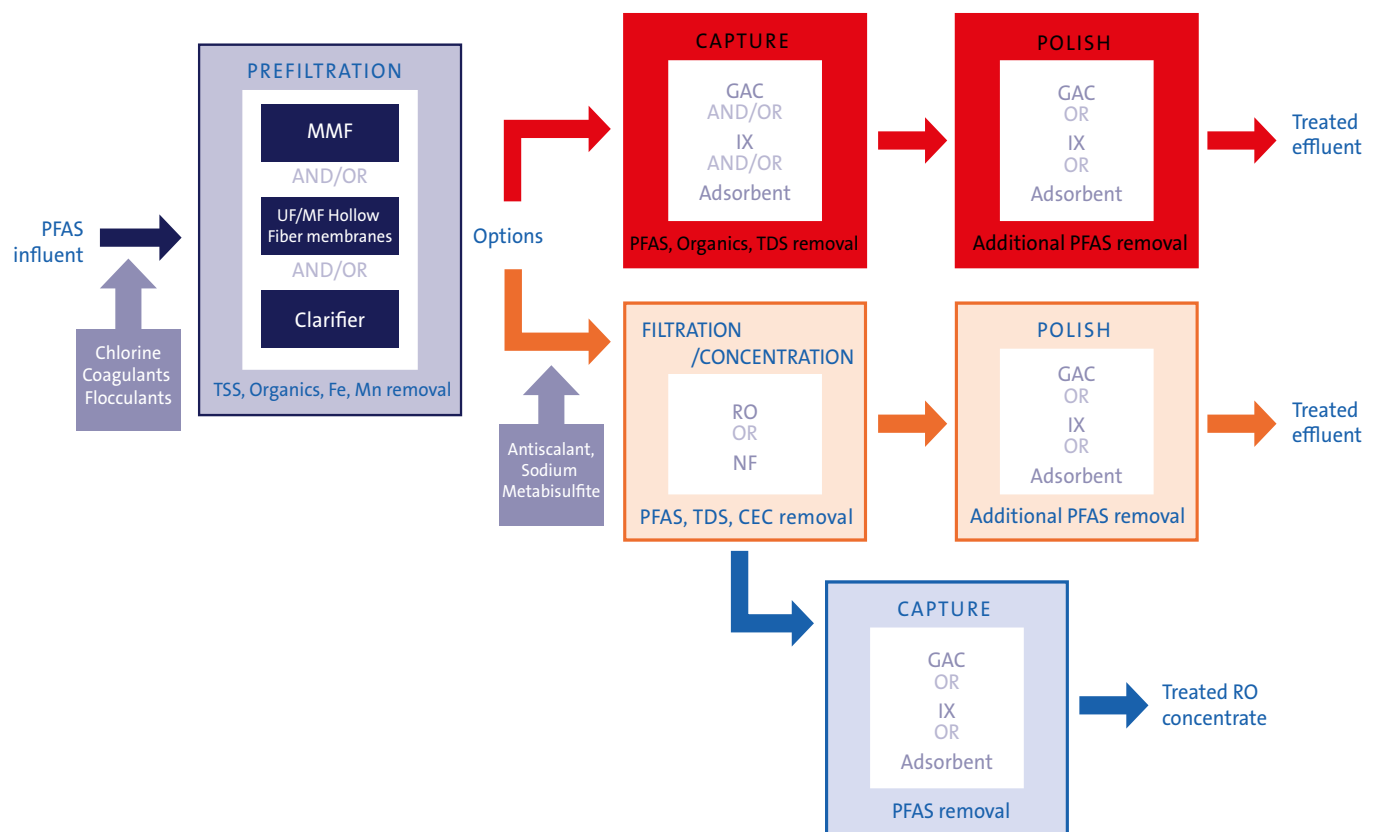 PFAS
influent
Chlorine
Coagulants
Flocculants
PREFILTRATION
MMF
AND/OR
UF/MF Hollow
Fiber membranes
AND/OR
Clarifier
TSS, Organics, Fe, Mn removal
Options
CAPTURE
GAC
AND/OR
IX
AND/OR
Adsorbent
PFAS, Organics, TDS removal
POLISH
GAC
OR
IX
OR
Adsorbent
Additional PFAS removal
Treated
effluent
Antiscalant,
Sodium
Metabisulfite
FILTRATION
/CONCENTRATION
RO
OR
NF
PFAS, TDS, CEC removal
POLISH
GAC
OR
IX
OR
Adsorbent
Additional PFAS removal
Treated
effluent
CAPTURE
GAC
OR
IX
OR
Adsorbent
PFAS removal
Treated RO
concentrate